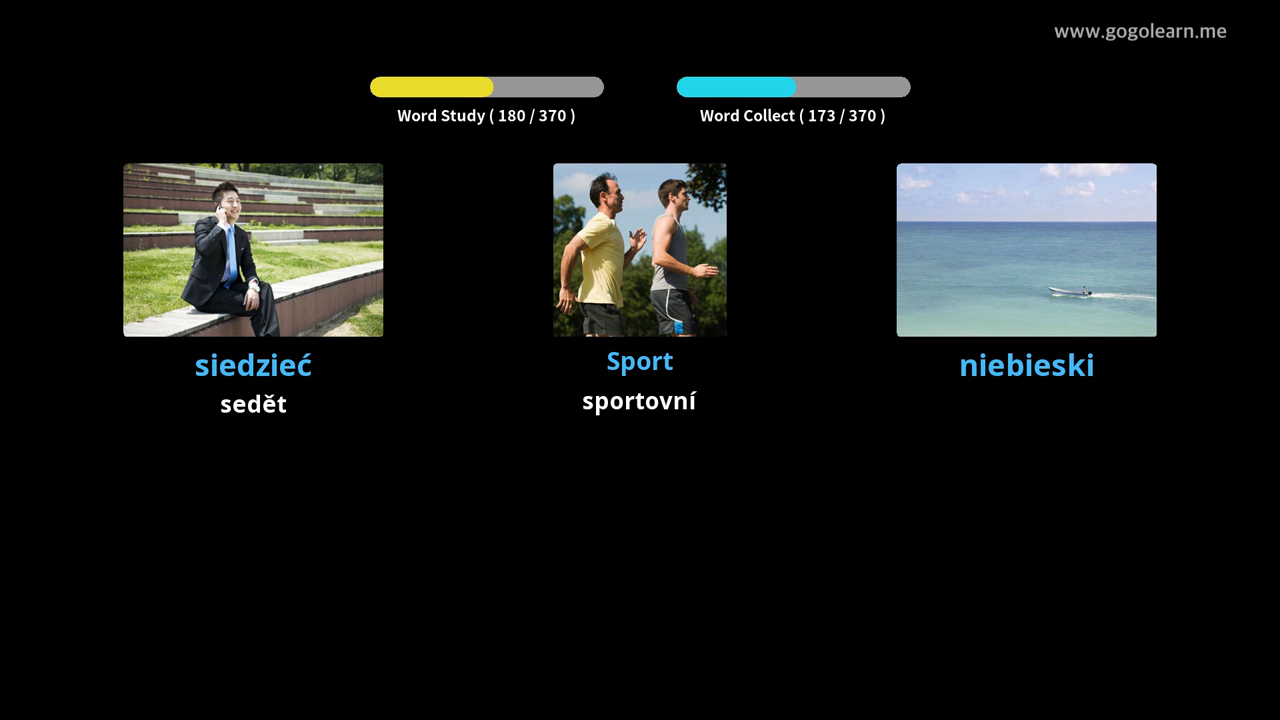 www.gogolearn.me
Word Study ( 180 / 370 )
Word Collect ( 173 / 370 )
siedzieć
sedět
Sport
sportovní
niebieski